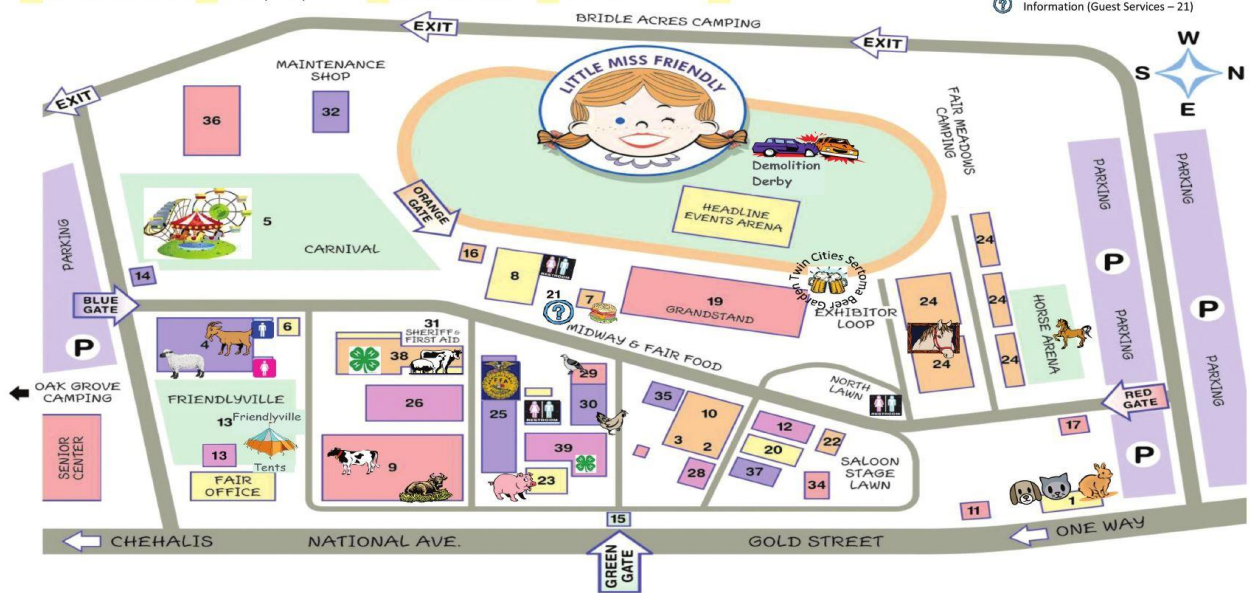 Information (Guest Services – 21)
BRIDLE ACRES CAMPING
EXIT
EXIT
EXIT
W
S
N
E
MAINTENANCE
SHOP
36
32
LITTLE MISS FRIENDLY
FAIR MEADOWS
CAMPING
PARKING
PARKING
PARKING
PARKING
PARKING
P
P
P
Demolition
Derby
HEADLINE
EVENTS ARENA
ORANGE
GATE
5
CARNIVAL
PARKING
P
14
BLUE
GATE
16
8
RESTROOM
21
7
MIDWAY & FAIR FOOD
19
GRANDSTAND
Twin Cities Sertoma Beer Garden
EXHIBITOR
LOOP
24
24
24
24
24
HORSE ARENA
RED
GATE
17
4
6
31
SHERIFF &
FIRST AID
38
OAK GROVE
CAMPING
SENIOR
CENTER
FRIENDLYVILLE
13
Friendlyville
Tents
13
FAIR
OFFICE
26
9
FFA
25
RESTROOM
29
30
39
23
35
10
3
2
28
NORTH
LAWN
RESTROOM
12
20
37
22
34
SALOON
STAGE
LAWN
11
1
15
GREEN
GATE
CHEHALIS
NATIONAL AVE.
GOLD STREET
ONE WAY